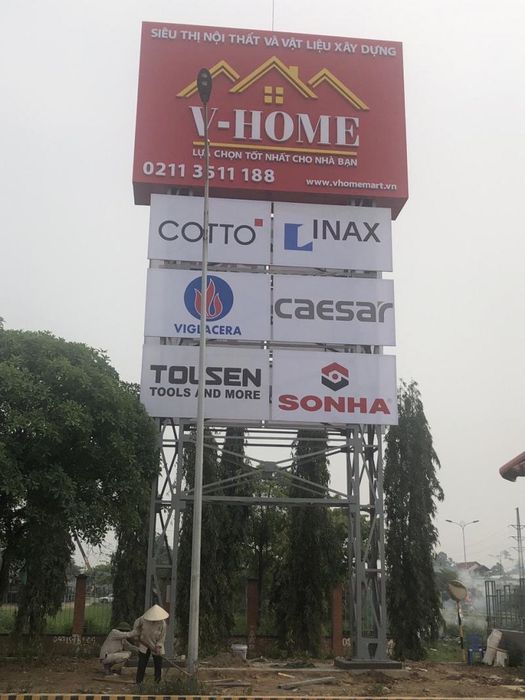 SIÊU THỊ NỘI THẤT VÀ VẬT LIỆU XÂY DỰNG
V-HOME
LỰA CHỌN TỐT NHẤT CHO NHÀ BẠN
0211 3511 188
www.vhomemart.vn
COTTO
INAX
VIGLACERA
caesar
TOLSEN
TOOLS AND MORE
SONHA